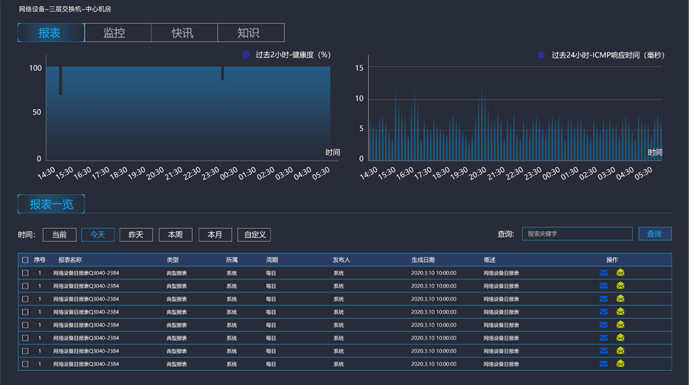 网络设备-三层交换机-中心机房
报表 监控 快讯 知识
过去2小时-健康度（%）
100
50
0
时间
14:30 15:30 16:30 17:30 18:30 19:30 20:30 21:30 22:30 23:30 00:30 01:30 02:30 03:30 04:30 05:30
过去24小时-ICMP响应时间（毫秒）
15
10
5
0
时间
14:30 15:30 16:30 17:30 18:30 19:30 20:30 21:30 22:30 23:30 00:30 01:30 02:30 03:30 04:30 05:30
报表一览
时间： 当前 今天 昨天 本周 本月 自定义 查询: 搜索关键字 查询
序号 报表名称 类型 所属 周期 发布人 生成日期 概述 操作
1 网络设备日报表Q3040-2384 典型报表 系统 每日 系统 2020.3.10 10:00:00 网络设备日报表
1 网络设备日报表Q3040-2384 典型报表 系统 每日 系统 2020.3.10 10:00:00 网络设备日报表
1 网络设备日报表Q3040-2384 典型报表 系统 每日 系统 2020.3.10 10:00:00 网络设备日报表
1 网络设备日报表Q3040-2384 典型报表 系统 每日 系统 2020.3.10 10:00:00 网络设备日报表
1 网络设备日报表Q3040-2384 典型报表 系统 每日 系统 2020.3.10 10:00:00 网络设备日报表
1 网络设备日报表Q3040-2384 典型报表 系统 每日 系统 2020.3.10 10:00:00 网络设备日报表
1 网络设备日报表Q3040-2384 典型报表 系统 每日 系统 2020.3.10 10:00:00 网络设备日报表
1 网络设备日报表Q3040-2384 典型报表 系统 每日 系统 2020.3.10 10:00:00 网络设备日报表